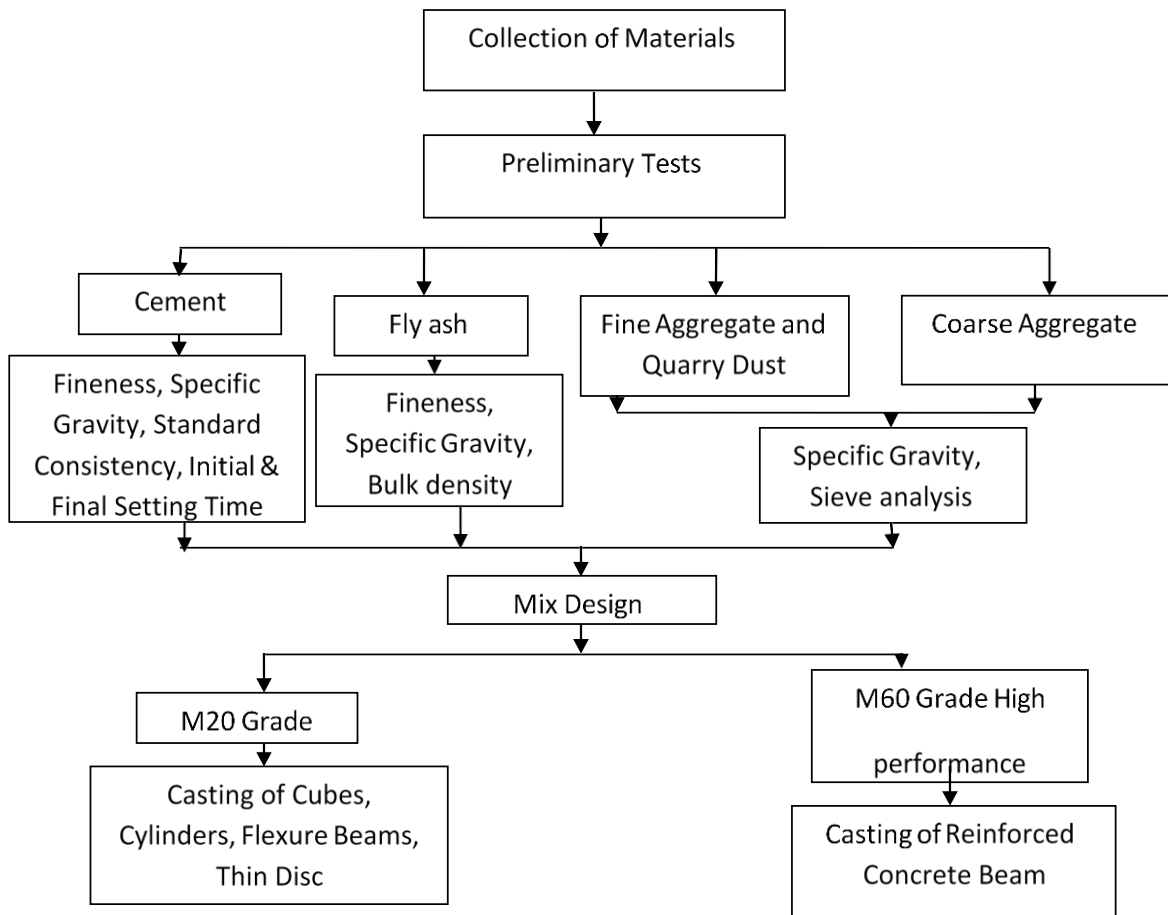 Collection of Materials
Preliminary Tests
Cement
Fly ash
Fine Aggregate and
Quarry Dust
Coarse Aggregate
Fineness, Specific
Gravity, Standard
Consistency, Initial &
Final Setting Time
Fineness,
Specific Gravity,
Bulk density
Specific Gravity,
Sieve analysis
Mix Design
M20 Grade
M60 Grade High
performance
Casting of Cubes,
Cylinders, Flexure Beams,
Thin Disc
Casting of Reinforced
Concrete Beam